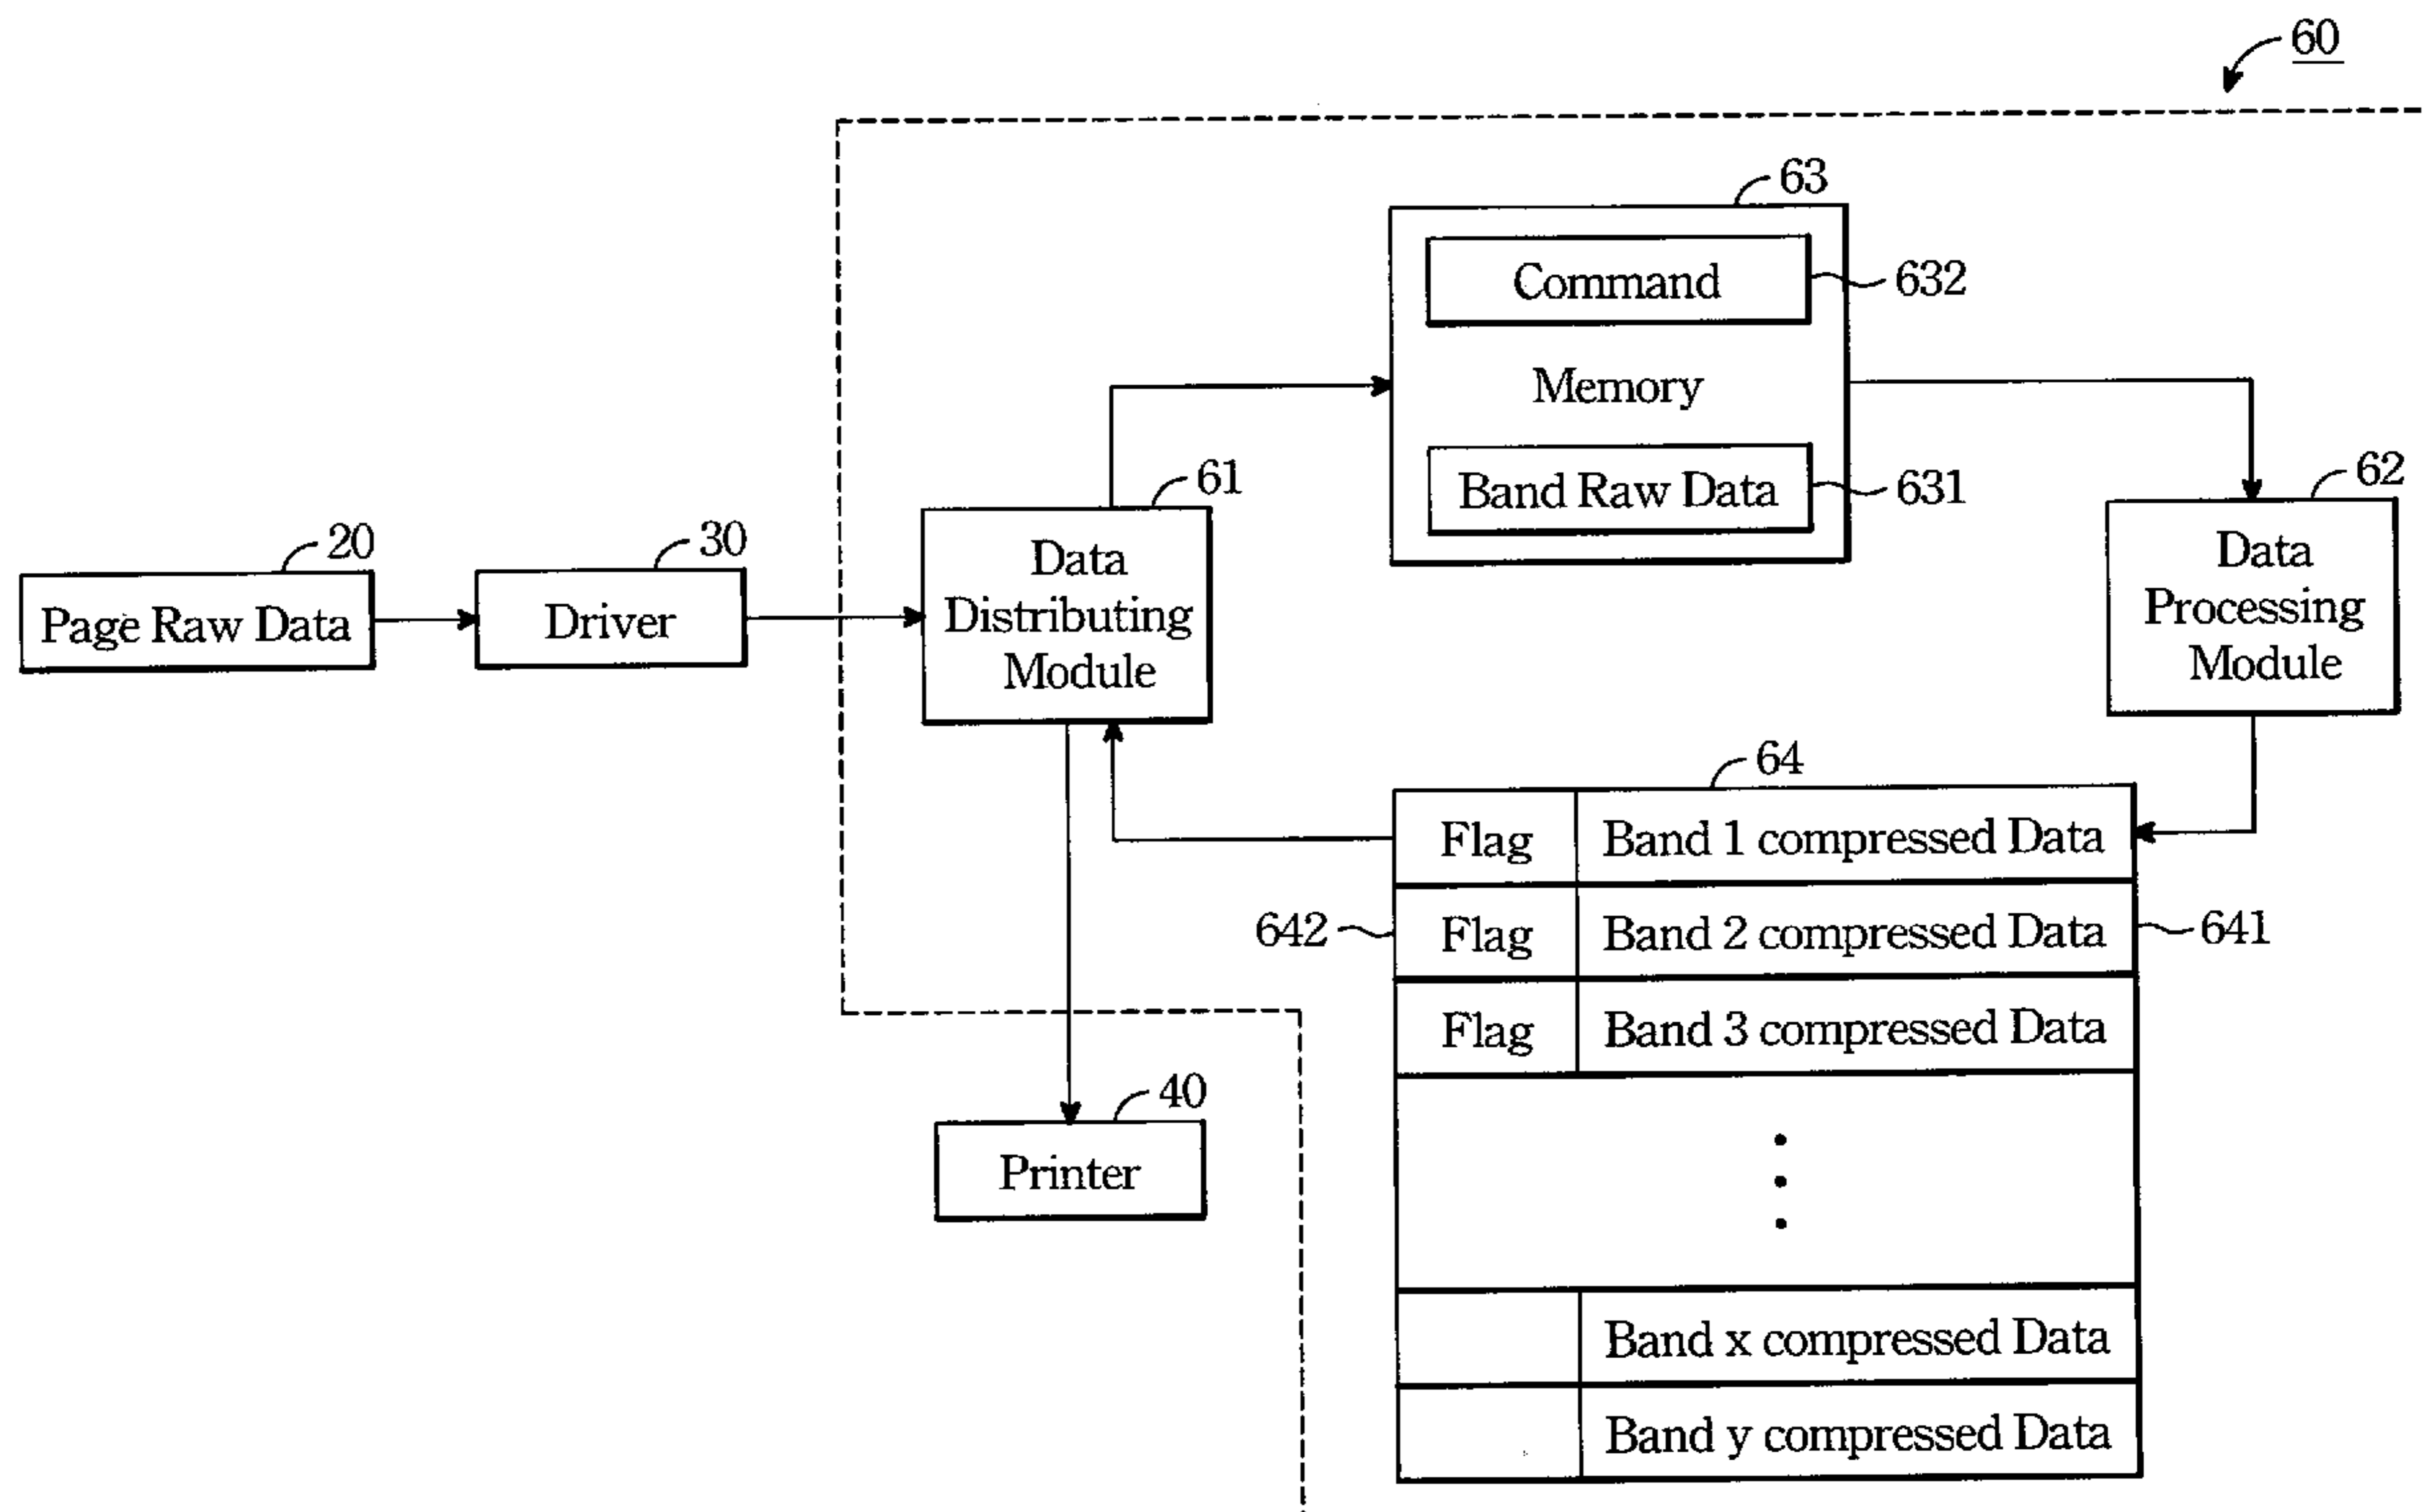 60
63
Command
632
Memory
Band Raw Data
631
61
Data
Distributing
Module
62
Data
Processing
Module
20
Page Raw Data
30
Driver
64
Flag
Band 1 compressed Data
642
Flag
Band 2 compressed Data
641
Flag
Band 3 compressed Data
40
Printer
Band x compressed Data
Band y compressed Data